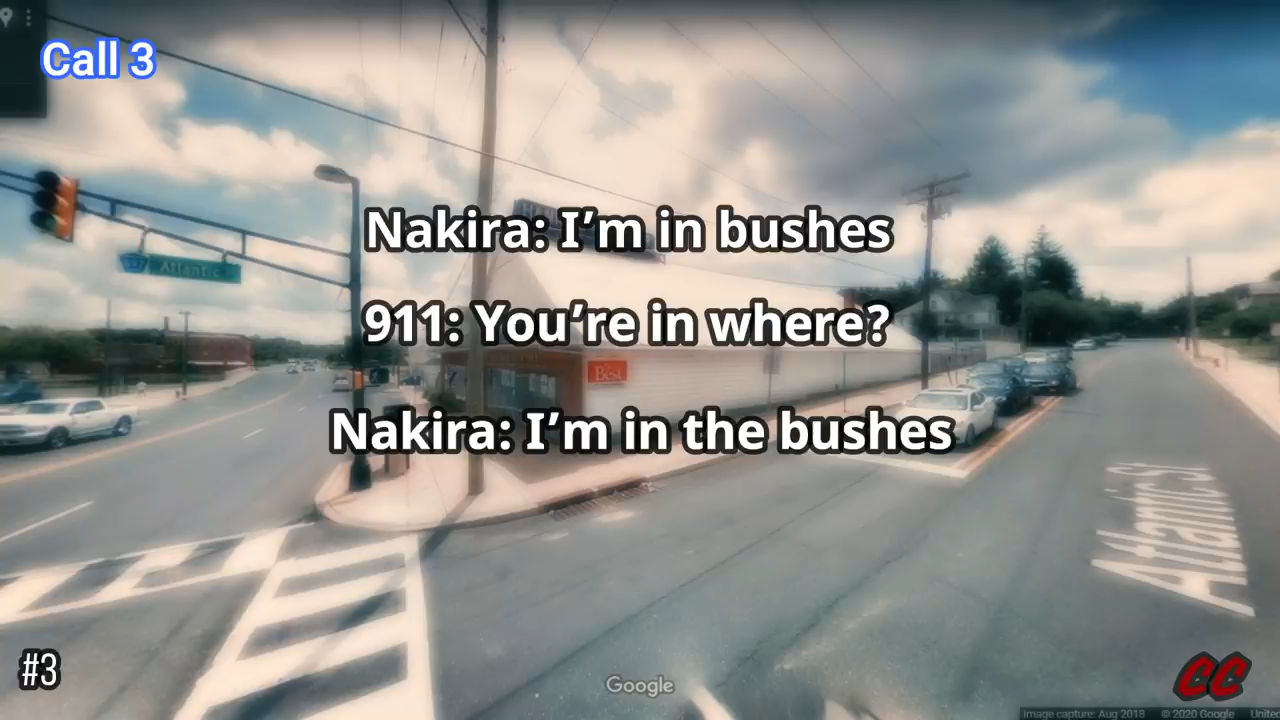 Call 3
Atlantic
Nakira: I’m in bushes
911: You’re in where?
Best
Nakira: I’m in the bushes
Atlantic St
#3
Google
CC
Image capture: Aug 2018 © 2020 Google United